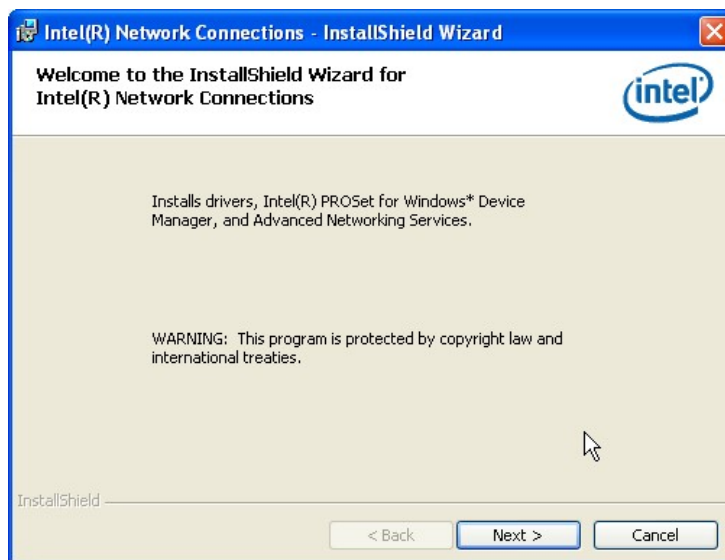 Intel(R) Network Connections - InstallShield Wizard
Welcome to the InstallShield Wizard for
Intel(R) Network Connections
intel
Installs drivers, Intel(R) PROSet for Windows* Device
Manager, and Advanced Networking Services.
WARNING: This program is protected by copyright law and
international treaties.
InstallShield
< Back
Next >
Cancel